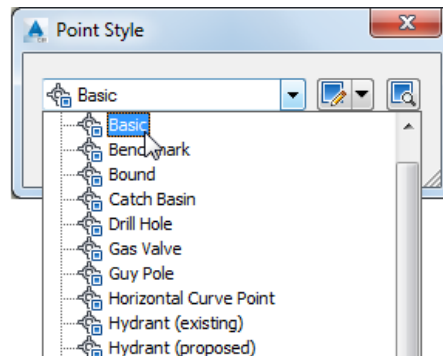 Point Style
Basic
Basic
Benchmark
Bound
Catch Basin
Drill Hole
Gas Valve
Guy Pole
Horizontal Curve Point
Hydrant (existing)
Hydrant (proposed)